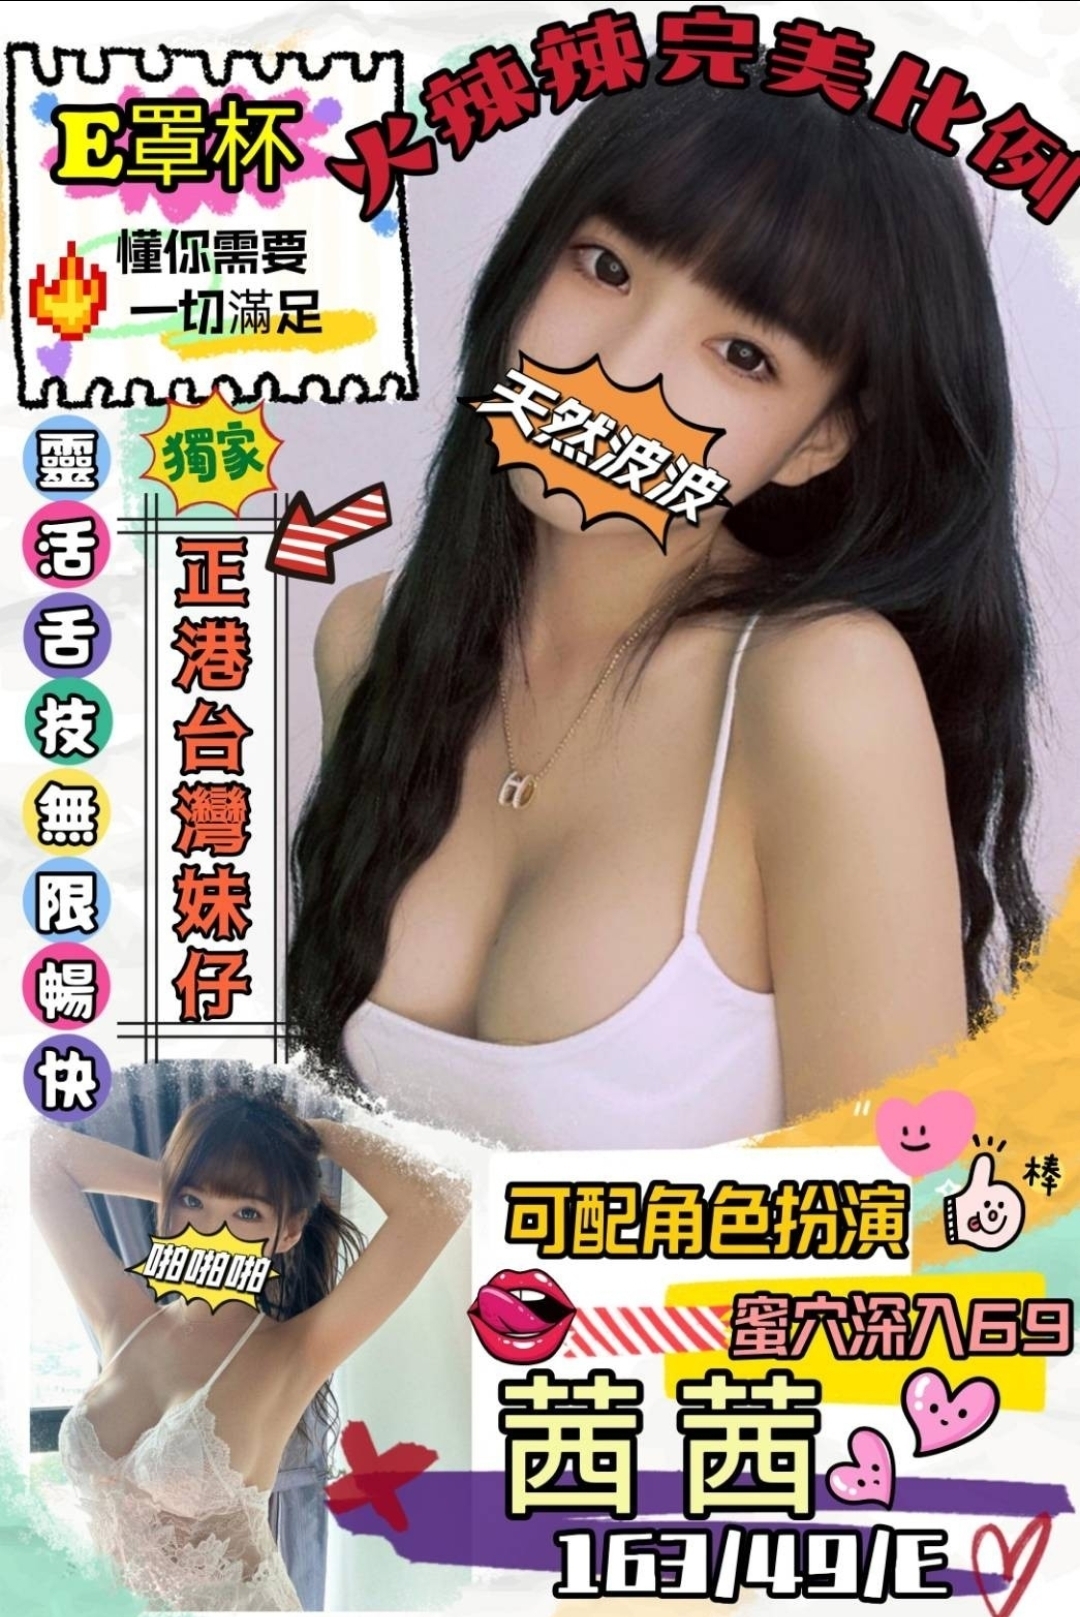 火辣辣完美比例
E罩杯
懂你需要
一切滿足
獨家
天然波波
靈活舌技無限暢快
正港台灣妹仔
啪啪啪
可配角色扮演
棒
蜜穴深入69
茜茜
163/49/E